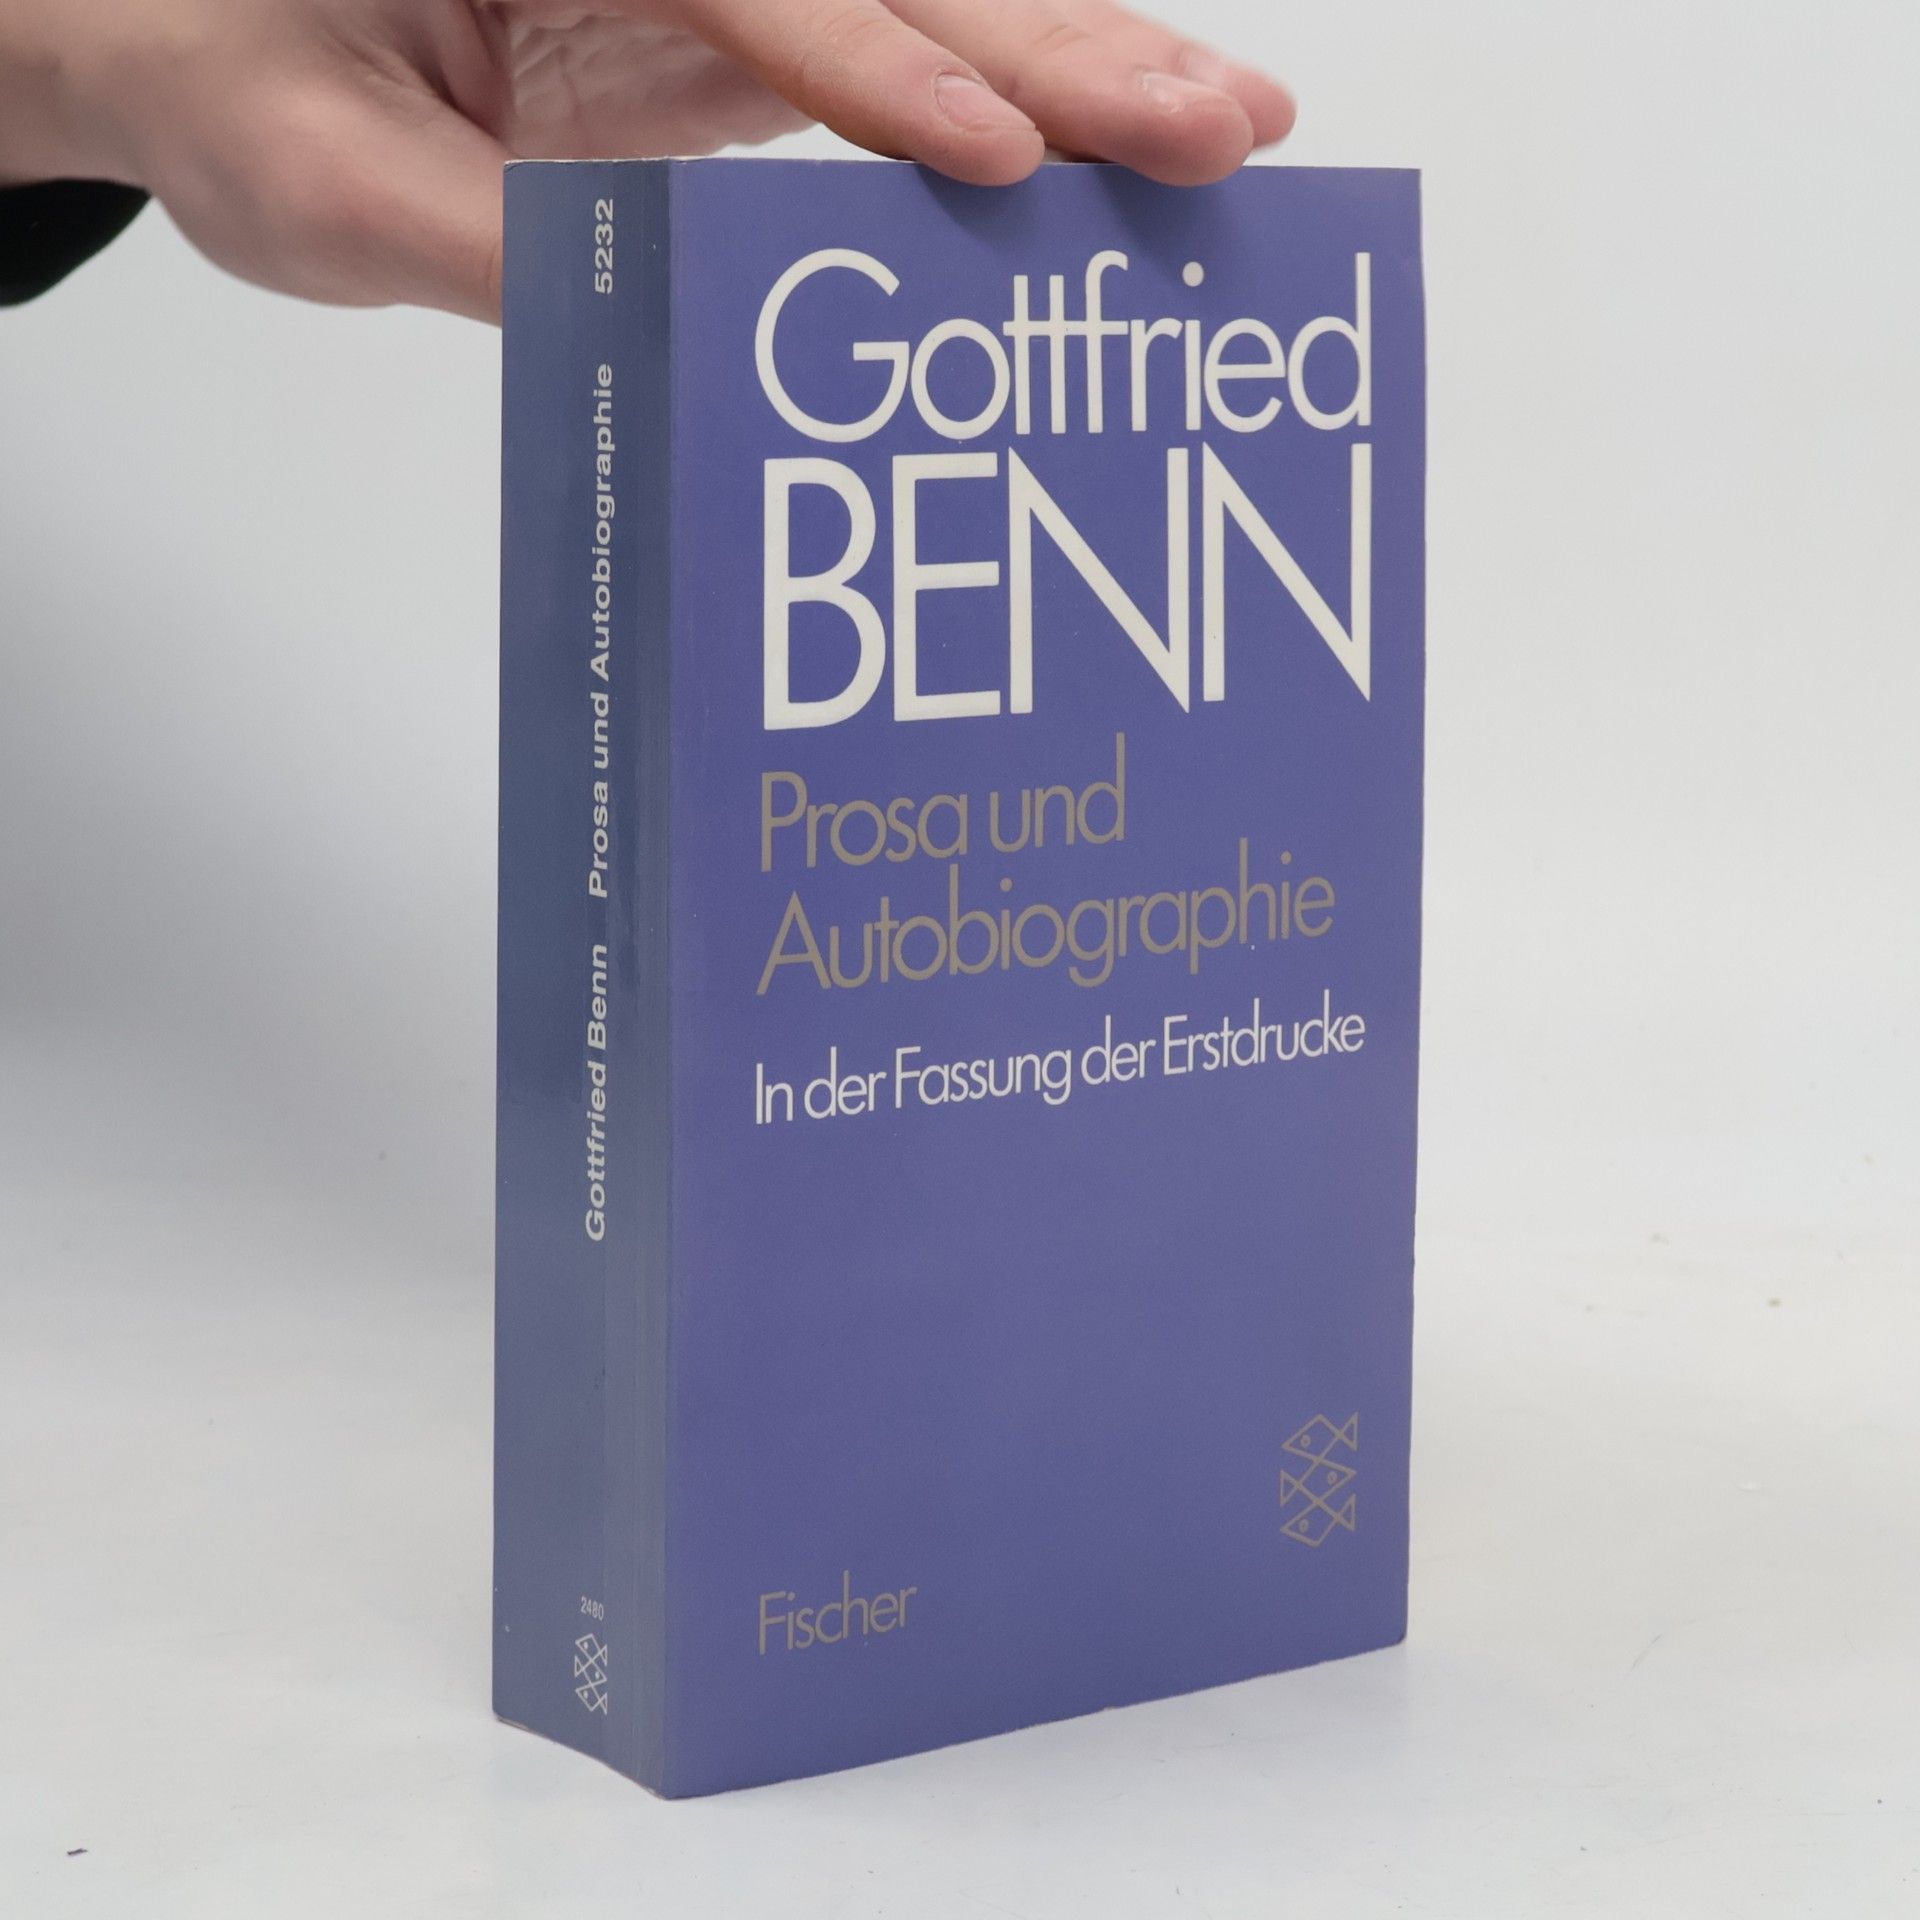 Gottfried
BENN
Prosa und
Autobiographie
In der Fassung der Erstdrucke
Fischer
Gottfried Benn Prosa und Autobiographie 5232
2480